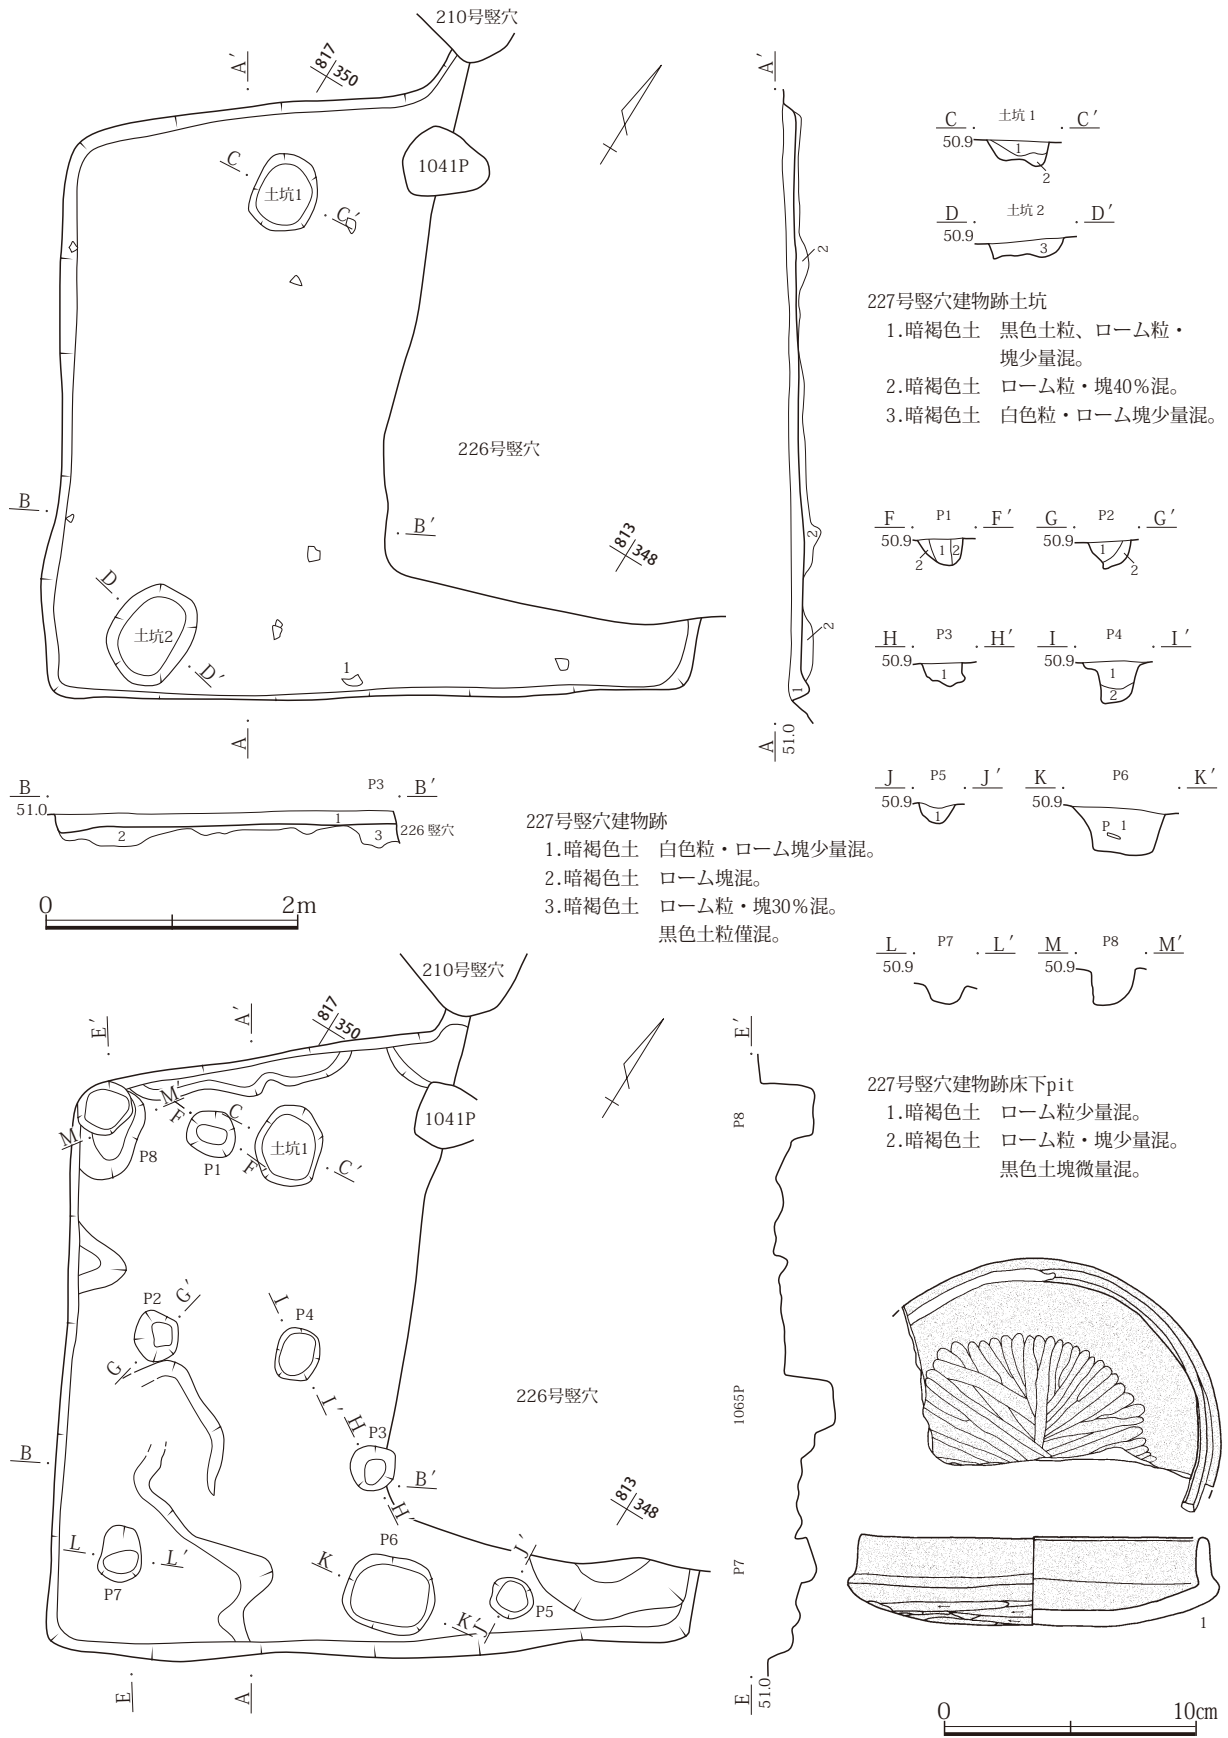 210号竪穴
A′
817
350
1041P
C
土坑1
C′
226号竪穴
B
B′
813
348
D
土坑2
D′
1
A
A′
2
2
2
1
A
51.0
C
土坑 1
C′
50.9
1
2
D
土坑 2
D′
50.9
3
227号竪穴建物跡土坑
1.暗褐色土 黒色土粒、ローム粒・
塊少量混。
2.暗褐色土 ローム粒・塊40%混。
3.暗褐色土 白色粒・ローム塊少量混。
F
P1
F′
50.9
1
2
2
G
P2
G′
50.9
1
2
H
P3
H′
50.9
1
I
P4
I′
50.9
1
2
J
P5
J′
50.9
1
K
P6
K′
50.9
P
1
L
P7
L′
50.9
M
P8
M′
50.9
B
P3
B′
51.0
1
2
3
226 竪穴
0
2m
227号竪穴建物跡
1.暗褐色土 白色粒・ローム塊少量混。
2.暗褐色土 ローム塊混。
3.暗褐色土 ローム粒・塊30%混。
黒色土粒僅混。
210号竪穴
E′
A′
817
350
M′
F
C
1041P
M
P8
P1
F′
土坑1
C′
P2
G′
G
I
P4
I′
H
P3
226号竪穴
B
B′
H′
813
348
L
L′
P7
K
P6
K′
J′
J
P5
E
A
E′
P8
1065P
P7
E
51.0
227号竪穴建物跡床下pit
1.暗褐色土 ローム粒少量混。
2.暗褐色土 ローム粒・塊少量混。
黒色土塊微量混。
1
0
10cm